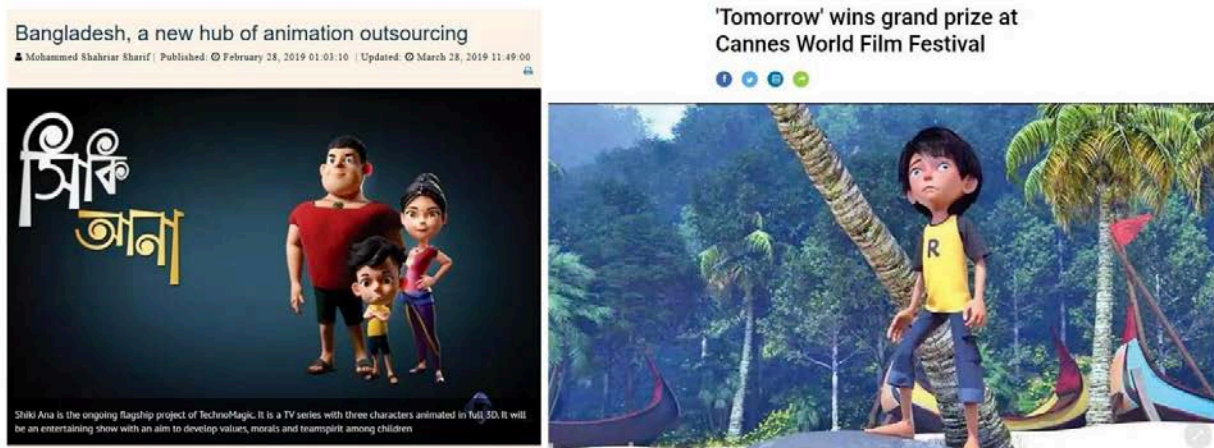 Bangladesh, a new hub of animation outsourcing
Mohammed Shahriar Sharif | Published: February 28, 2019 01:03:10 | Updated: March 28, 2019 11:49:00
সিকি
আনা
Shiki Ana is the ongoing flagship project of TechnoMagic. It is a TV series with three characters animated in full 3D. It will
be an entertaining show with an aim to develop values, morals and teamspirit among children
'Tomorrow' wins grand prize at
Cannes World Film Festival
R